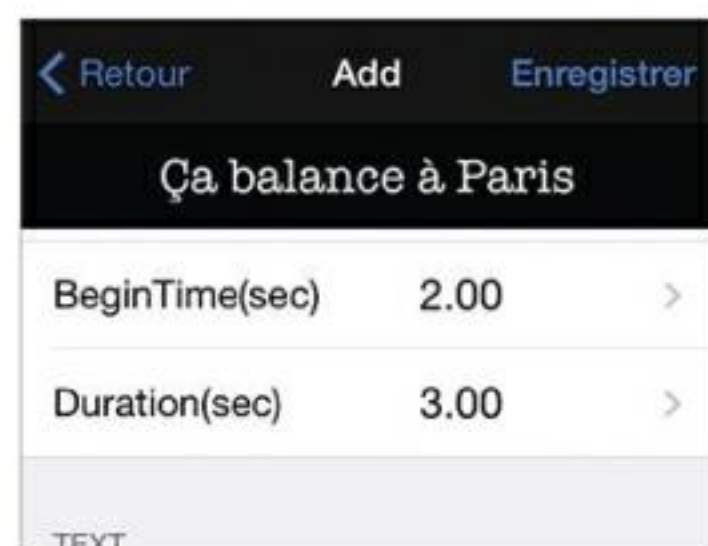 Retour Add Enregistrer
Ça balance à Paris
BeginTime(sec) 2.00
Duration(sec) 3.00
TEXT